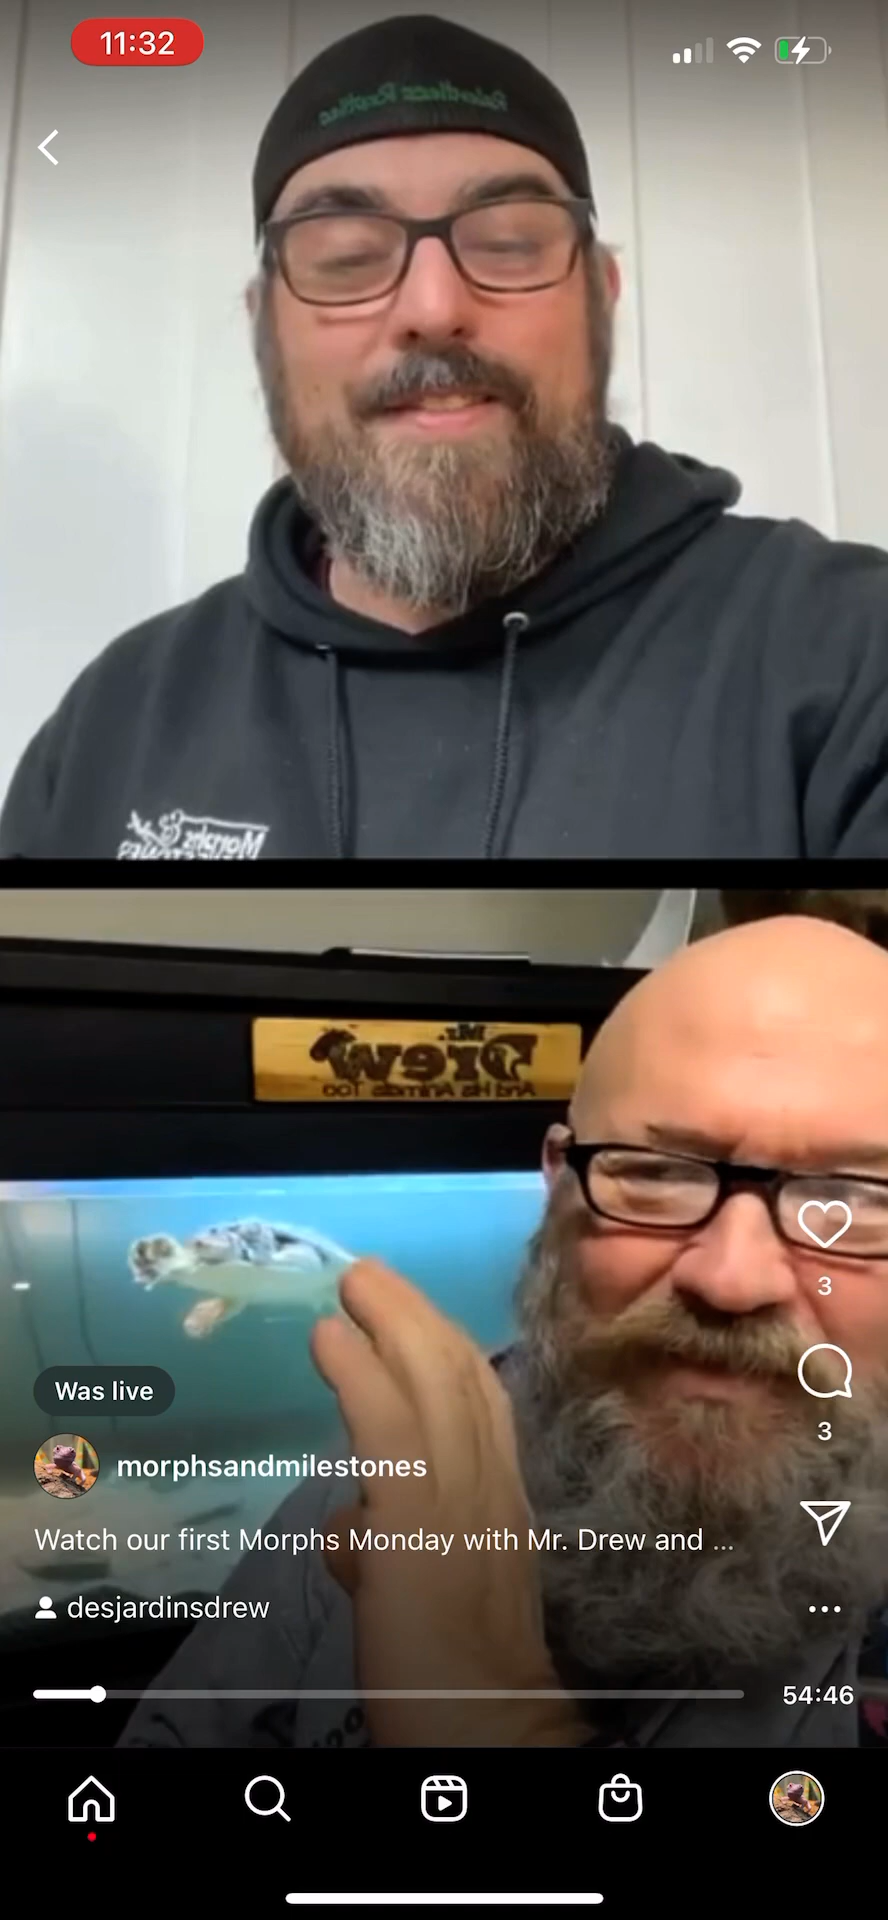 11:32
Morphs
Mr.
Drew
And His Animals Too
Was live
morphsandmilestones
Watch our first Morphs Monday with Mr. Drew and ...
desjardinsdrew
3
3
54:46